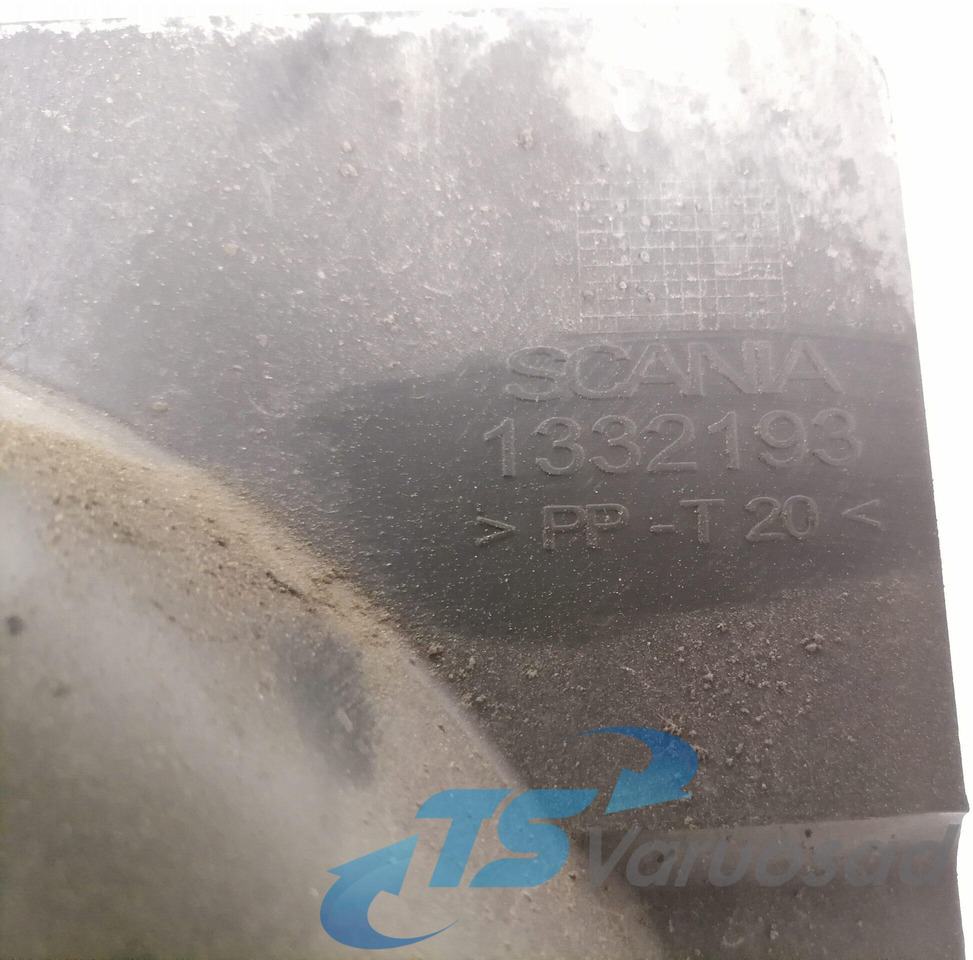 SCANIA
1332193
> PP -T 20 <
TS Varuosad